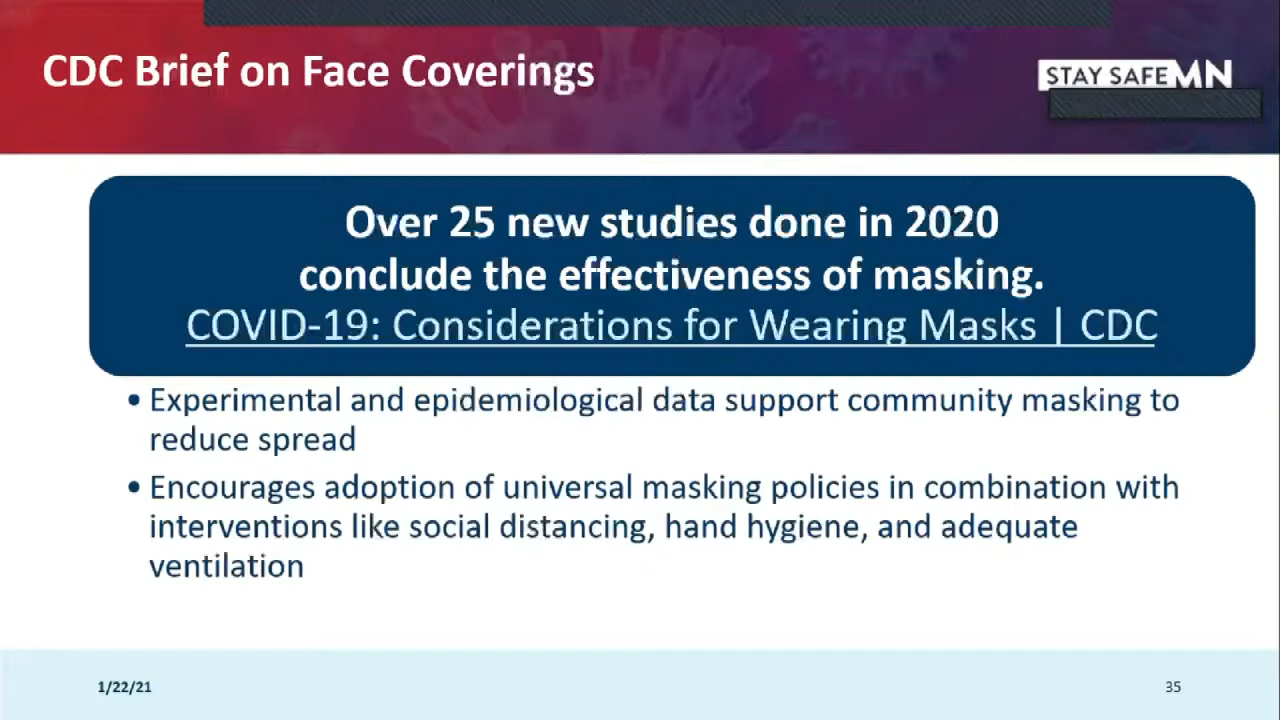 CDC Brief on Face Coverings
STAY SAFE MN
Over 25 new studies done in 2020
conclude the effectiveness of masking.
COVID-19: Considerations for Wearing Masks | CDC
• Experimental and epidemiological data support community masking to
reduce spread
• Encourages adoption of universal masking policies in combination with
interventions like social distancing, hand hygiene, and adequate
ventilation
1/22/21
35